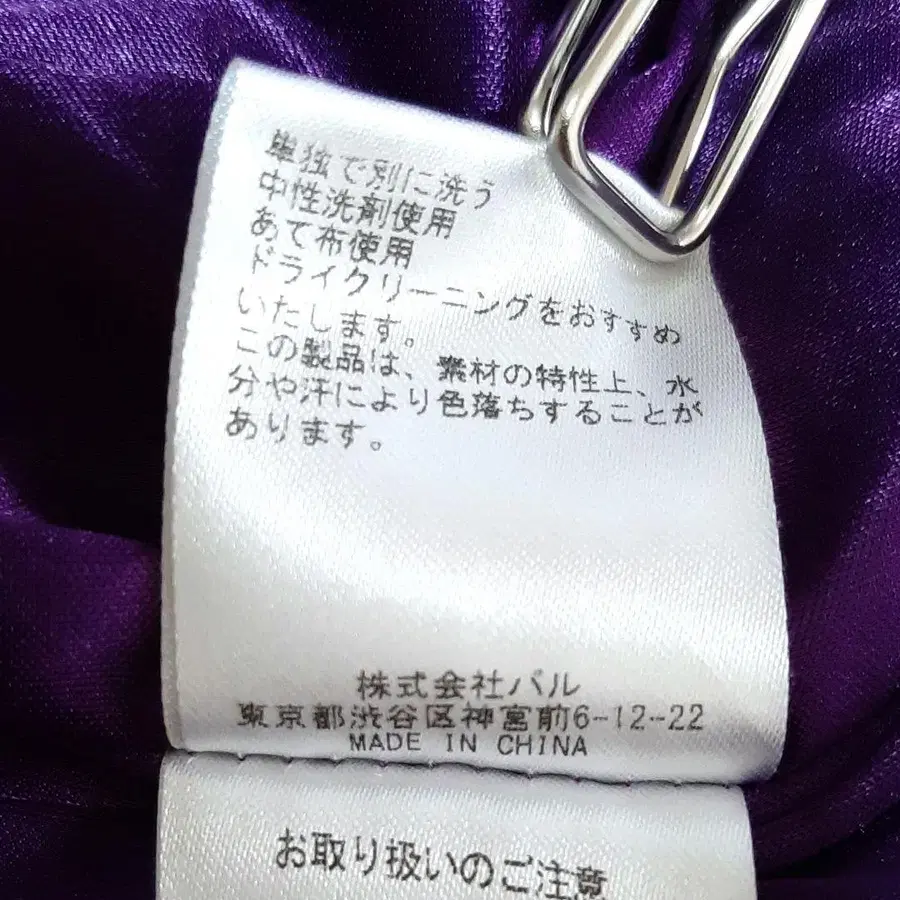 単独で別に洗う
中性洗剤使用
あて布使用
ドライクリーニングをおすすめ
いたします。
この製品は、素材の特性上、水
分や汗により色落ちすることが
あります。
株式会社パル
東京都渋谷区神宮前6-12-22
MADE IN CHINA
お取り扱いのご注意